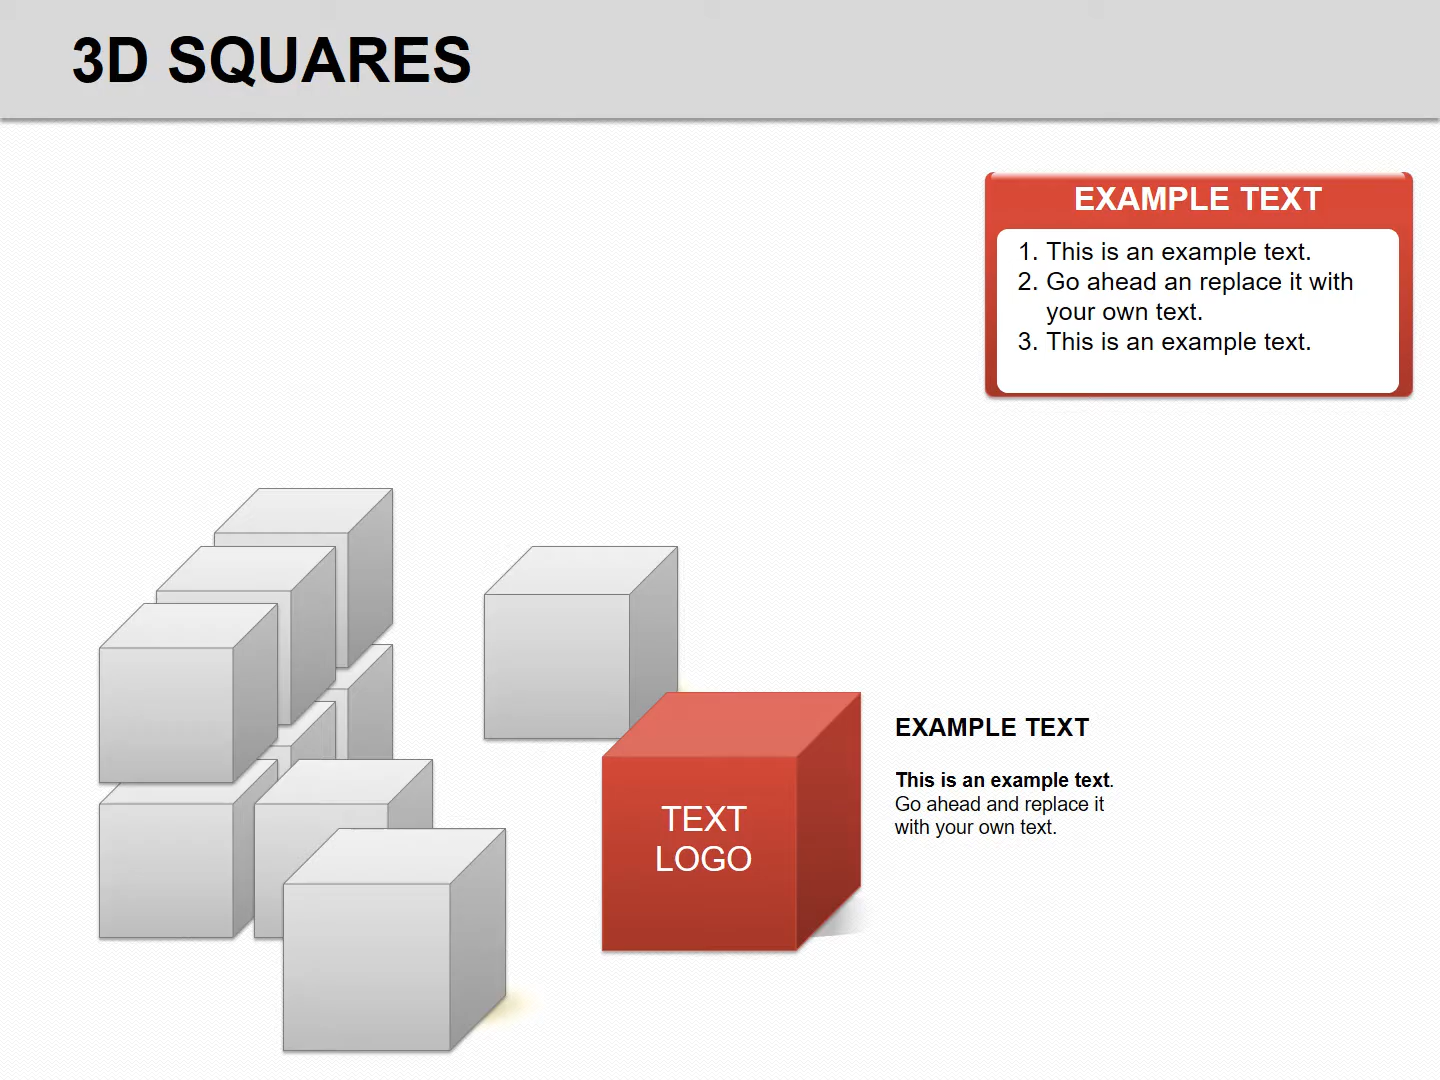 3D SQUARES
EXAMPLE TEXT
1. This is an example text.
2. Go ahead an replace it with
your own text.
3. This is an example text.
TEXT
LOGO
EXAMPLE TEXT
This is an example text.
Go ahead and replace it
with your own text.